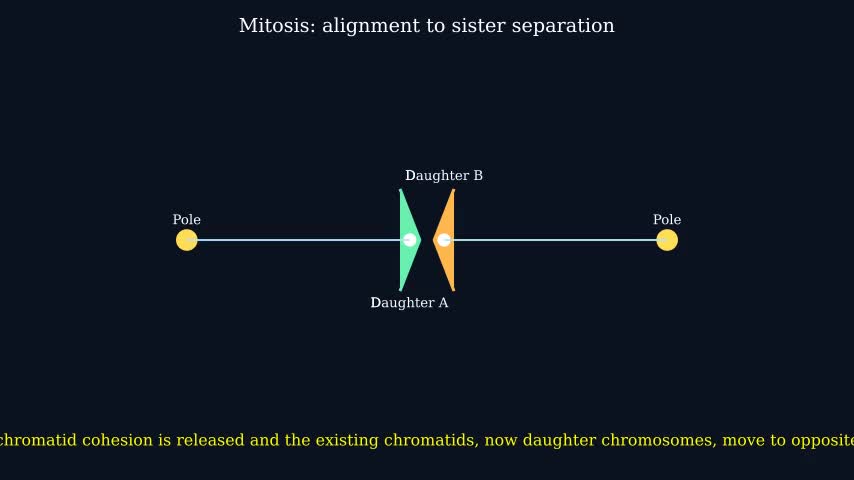 Mitosis: alignment to sister separation
Daughter B
Pole
Pole
Daughter A
chromatid cohesion is released and the existing chromatids, now daughter chromosomes, move to opposite